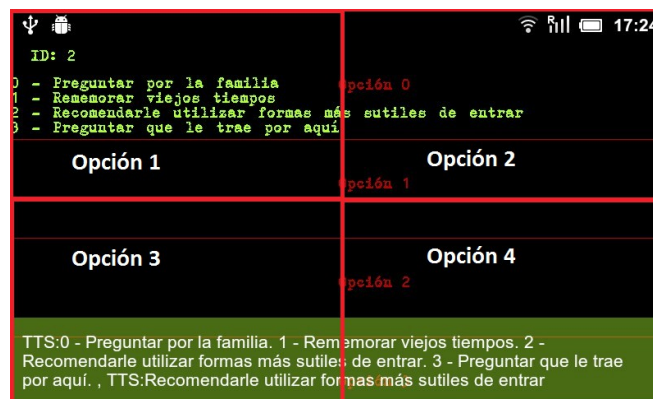 17:24
ID: 2
0 - Preguntar por la familia
Opción 0
1 - Rememorar viejos tiempos
2 - Recomendarle utilizar formas más sutiles de entrar
3 - Preguntar que le trae por aquí
Opción 1
Opción 2
Opción 1
Opción 3
Opción 4
Opción 2
TTS:0 - Preguntar por la familia. 1 - Rememorar viejos tiempos. 2 -
Recomendarle utilizar formas más sutiles de entrar. 3 - Preguntar que le trae
por aquí. , TTS:Recomendarle utilizar formas más sutiles de entrar